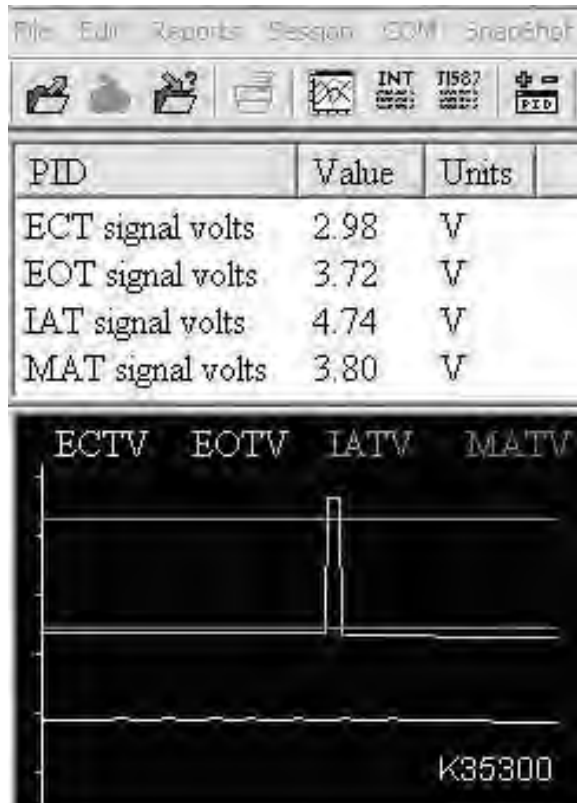 File Edit Reports Session COM SnapShot
INT J1587 PID
PID Value Units
ECT signal volts 2.98 V
EOT signal volts 3.72 V
IAT signal volts 4.74 V
MAT signal volts 3.80 V
ECTV EOTV IATV MATV
K35300